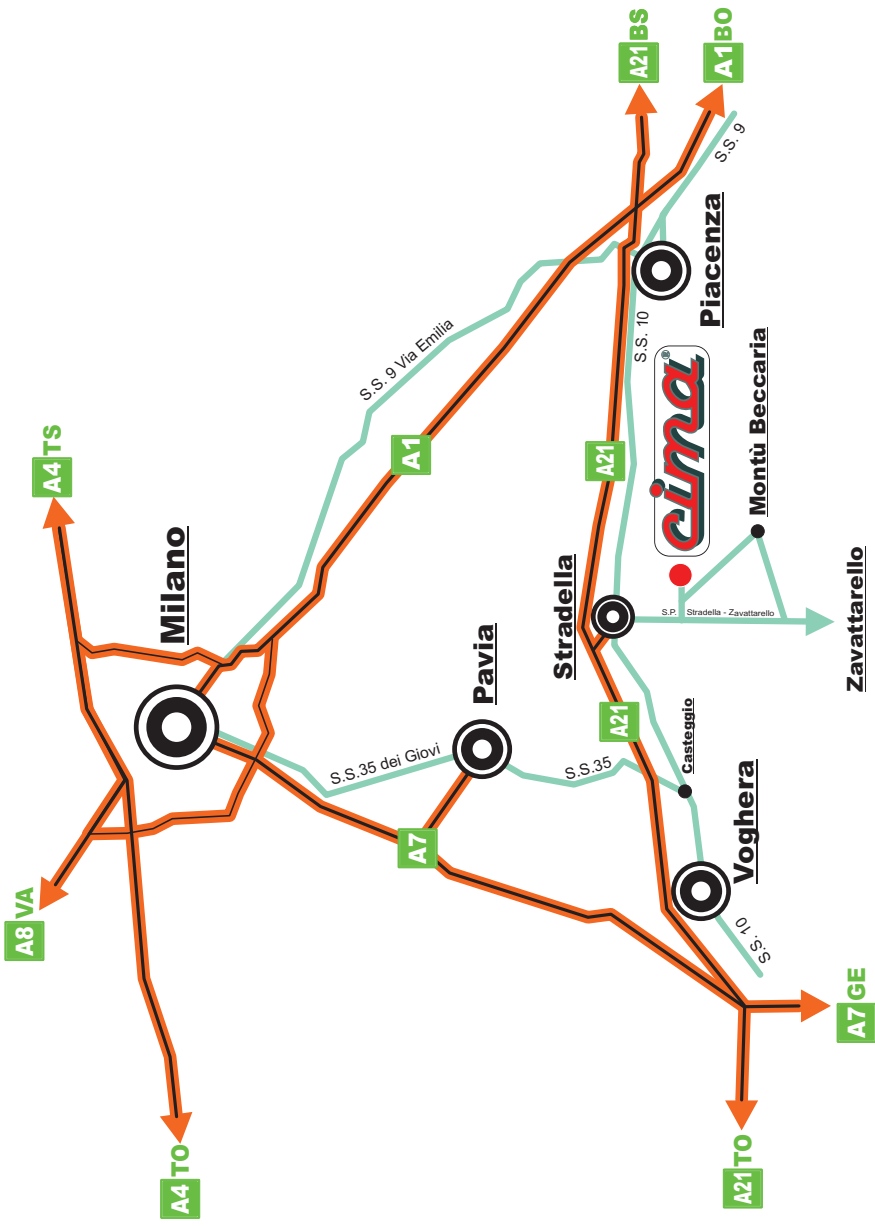 A4 TS
A8 VA
Milano
A4 TO
S.S. 9 Via Emilia
A1
S.S.35 dei Giovi
Pavia
A7
S.S.35
A21 BS
A1 BO
S.S. 9
Piacenza
S.S. 10
A21
cima®
Stradella
Montù Beccaria
S.P. Stradella - Zavattarello
Zavattarello
A21
Casteggio
Voghera
S.S. 10
A7 GE
A21 TO